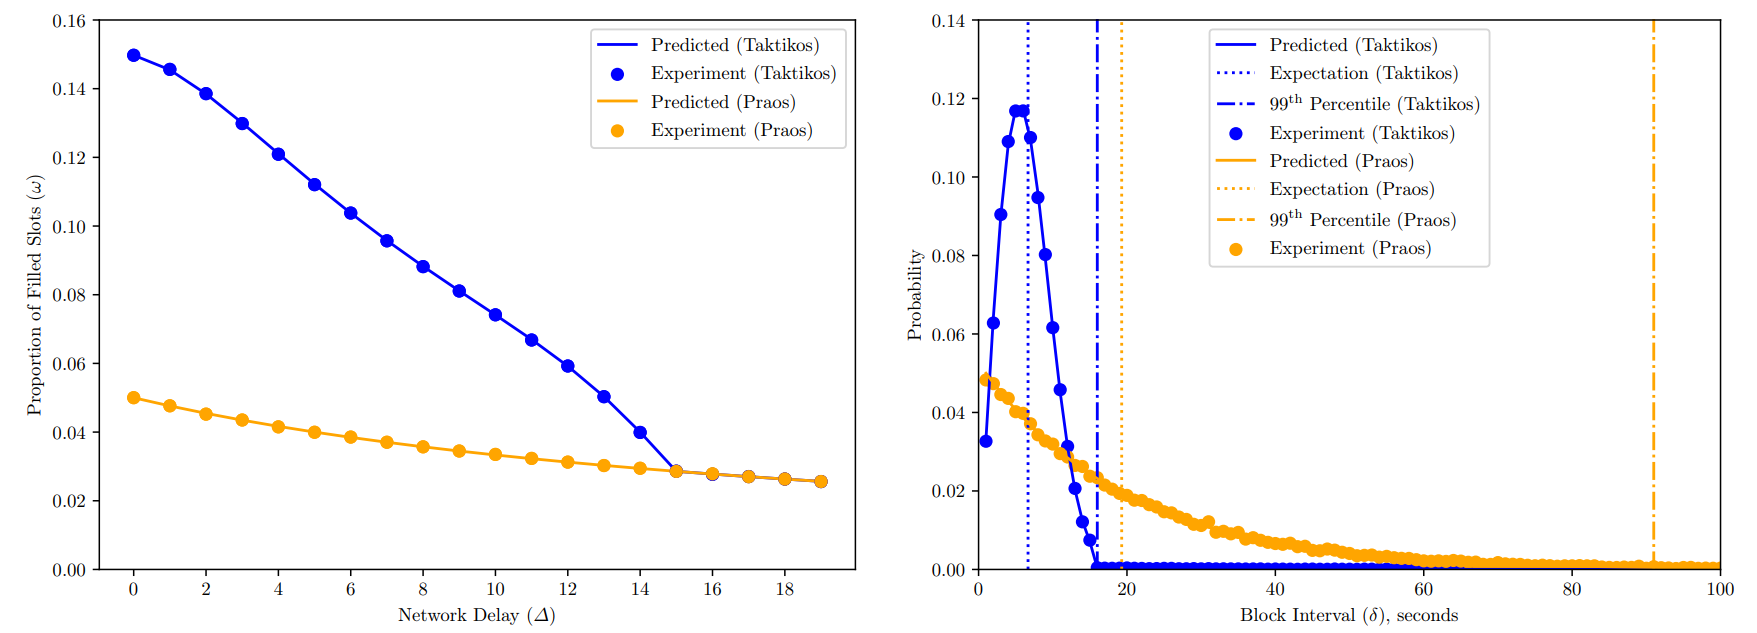 0.16
0.14
0.12
0.10
0.08
0.06
0.04
0.02
0.00
Proportion of Filled Slots (ω)
Predicted (Taktikos)
Experiment (Taktikos)
Predicted (Praos)
Experiment (Praos)
0 2 4 6 8 10 12 14 16 18
Network Delay (Δ)
0.14
0.12
0.10
0.08
0.06
0.04
0.02
0.00
Probability
Predicted (Taktikos)
Expectation (Taktikos)
99th Percentile (Taktikos)
Experiment (Taktikos)
Predicted (Praos)
Expectation (Praos)
99th Percentile (Praos)
Experiment (Praos)
0 20 40 60 80 100
Block Interval (δ), seconds